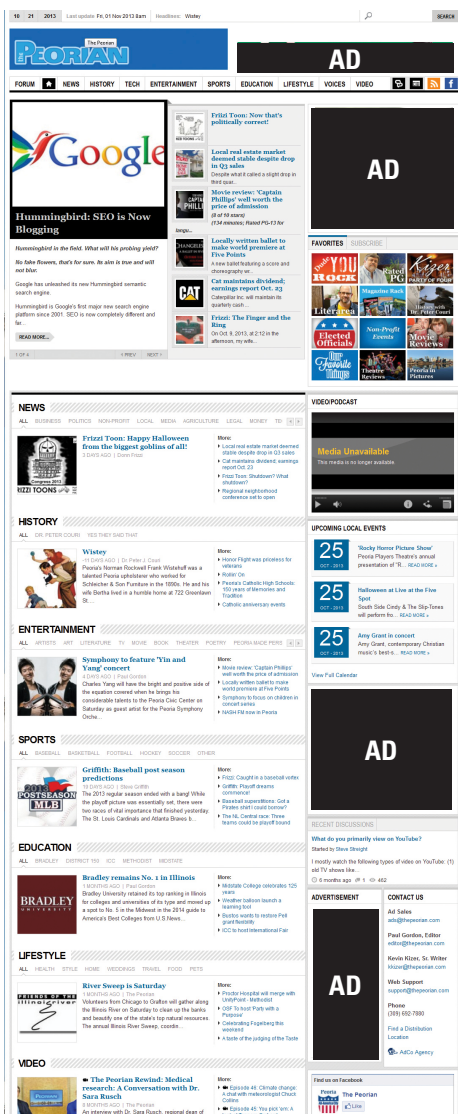 10 21 2013 Last update Fri, 01 Nov 2013 8am Headlines: Wistey SEARCH
The Peorian
PEORIAN
AD
FORUM NEWS HISTORY TECH ENTERTAINMENT SPORTS EDUCATION LIFESTYLE VOICES VIDEO
Google
Hummingbird: SEO is Now
Blogging
Hummingbird in the field. What will his probing yield?
No fake flowers, that's for sure. Its aim is true and will
not blur.
Google has unleashed its new Hummingbird semantic
search engine.
Hummingbird is Google's first major new search engine
platform since 2001. SEO is now completely different and
far...
READ MORE...
1 OF 4 ‹ PREV NEXT ›
Frizzi Toon: Now that's
politically correct!
Local real estate market
deemed stable despite drop
in Q3 sales
Despite what it called a slight drop in
third quar...
Movie review: 'Captain
Phillips' well worth the
price of admission
(8 of 10 stars)
(134 minutes; Rated PG-13 for
langu...
Locally written ballet to
make world premiere at
Five Points
A new ballet featuring a score and
choreography wr...
CAT
Cat maintains dividend;
earnings report Oct. 23
Caterpillar Inc. will maintain its
quarterly cash...
Frizzi: The Finger and the
Ring
On Oct. 9, 2013, at 2:12 in the
afternoon, my wife...
AD
FAVORITES SUBSCRIBE
Dude YOU ROCK
Rated PG
Kizer PARTY OF FOUR
Literarea
Magazine Rack
History with Dr. Peter Couri
Elected Officials
Non-Profit Events
Movie Reviews
Our Favorite Things
Theatre Reviews
Peoria in Pictures
NEWS
ALL BUSINESS POLITICS NON-PROFIT LOCAL MEDIA AGRICULTURE LEGAL MONEY
Congress 2013
RIZZI TOONS
Frizzi Toon: Happy Halloween
from the biggest goblins of all!
3 DAYS AGO | Donn Frizzi
More:
Local real estate market deemed
stable despite drop in Q3 sales
Cat maintains dividend; earnings
report Oct. 23
Frizzi Toon: Shutdown? What
shutdown?
Regional neighborhood
conference set to open
HISTORY
ALL DR. PETER COURI YES THEY SAID THAT
Wistey
11 DAYS AGO | Dr. Peter J. Couri
Peoria's Norman Rockwell Frank Wistehuff was a
talented Peoria upholsterer who worked for
Schleicher & Son Furniture in the 1890s. He and his
wife Bertha lived in a humble home at 722 Greenlawn
St....
More:
Honor Flight was priceless for
veterans
Rollin' On
Peoria's Catholic High Schools:
150 years of Memories and
Tradition
Catholic anniversary events
ENTERTAINMENT
ALL ARTISTS ART LITERATURE TV MOVIE BOOK THEATER POETRY PEORIA MADE PERS
Symphony to feature 'Yin and
Yang' concert
4 DAYS AGO | Paul Gordon
Charles Yang will have the bright and positive side of
the equation covered when he brings his
considerable talents to the Peoria Civic Center on
Saturday as guest artist for the Peoria Symphony
Orche...
More:
Movie review: 'Captain Phillips'
well worth the price of admission
Locally written ballet to make
world premiere at Five Points
Symphony to focus on children in
concert series
NASH FM now in Peoria
SPORTS
ALL BASEBALL BASKETBALL FOOTBALL HOCKEY SOCCER OTHER
2013
POSTSEASON
MLB
Griffith: Baseball post season
predictions
18 DAYS AGO | Steve Griffith
The 2013 regular season ended with a bang! While
the playoff picture was essentially set, there were
two races of vital importance that finished yesterday.
The St. Louis Cardinals and Atlanta Braves b...
More:
Frizzi: Caught in a baseball vortex
Griffith: Playoff dreams
commence!
Baseball superstitions: Got a
Pirates shirt I could borrow?
The NL Central race: Three
teams could be playoff bound
EDUCATION
ALL BRADLEY DISTRICT 150 ICC METHODIST MIDSTATE
BRADLEY
UNIVERSITY
Bradley remains No. 1 in Illinois
1 MONTHS AGO | Paul Gordon
Bradley University retained its top ranking in Illinois
for colleges and universities of its type and moved up
a spot to No. 5 in the Midwest in the 2014 guide to
America's Best Colleges from U.S News...
More:
Midstate College celebrates 125
years
Weather balloon launch a
learning tool
Bustos wants to restore Pell
grant flexibility
ICC to host International Fair
LIFESTYLE
ALL HEALTH STYLE HOME WEDDINGS TRAVEL FOOD PETS
FRIENDS OF THE
illinois river
River Sweep is Saturday
1 MONTHS AGO | The Peorian
Volunteers from Chicago to Grafton will gather along
the Illinois River on Saturday to clean up the banks
and beautify one of the state's top natural resources
The annual Illinois River Sweep, coordin...
More:
Proctor Hospital will merge with
UnityPoint - Methodist
OSF To host 'Party with a
Purpose'
Celebrating Fogelberg this
weekend
A taste of the judging of the Taste
VIDEO
The Peorian Rewind: Medical
research: A Conversation with Dr.
Sara Rusch
An interview with Dr. Sara Rusch, regional dean of
More:
Episode 46: Climate change:
A chat with meteorologist Chuck
Collins
VIDEO/PODCAST
Media Unavailable
This media is no longer available.
UPCOMING LOCAL EVENTS
25
OCT - 2013
'Rocky Horror Picture Show'
Peoria Players Theatre's annual
presentation of "R... READ MORE »
25
OCT - 2013
Halloween at Live at the Five
Spot
South Side Cindy & The Slip-Tones
will perform fro... READ MORE »
25
OCT - 2013
Amy Grant in concert
Amy Grant, contemporary Christian
music's best-s... READ MORE »
View Full Calendar
AD
RECENT DISCUSSIONS
What do you primarily view on YouTube?
Started by Steve Streight
I mostly watch the following types of video on YouTube: (1)
old TV shows like...
6 months ago 1 462
ADVERTISEMENT
AD
CONTACT US
Ad Sales
ads@thepeorian.com
Paul Gordon, Editor
editor@thepeorian.com
Kevin Kizer, Sr. Writer
kkizer@thepeorian.com
Web Support
support@thepeorian.com
Phone
(309) 692-7880
Find a Distribution
Location
AdCo Agency
Find us on Facebook
The Peorian
Like